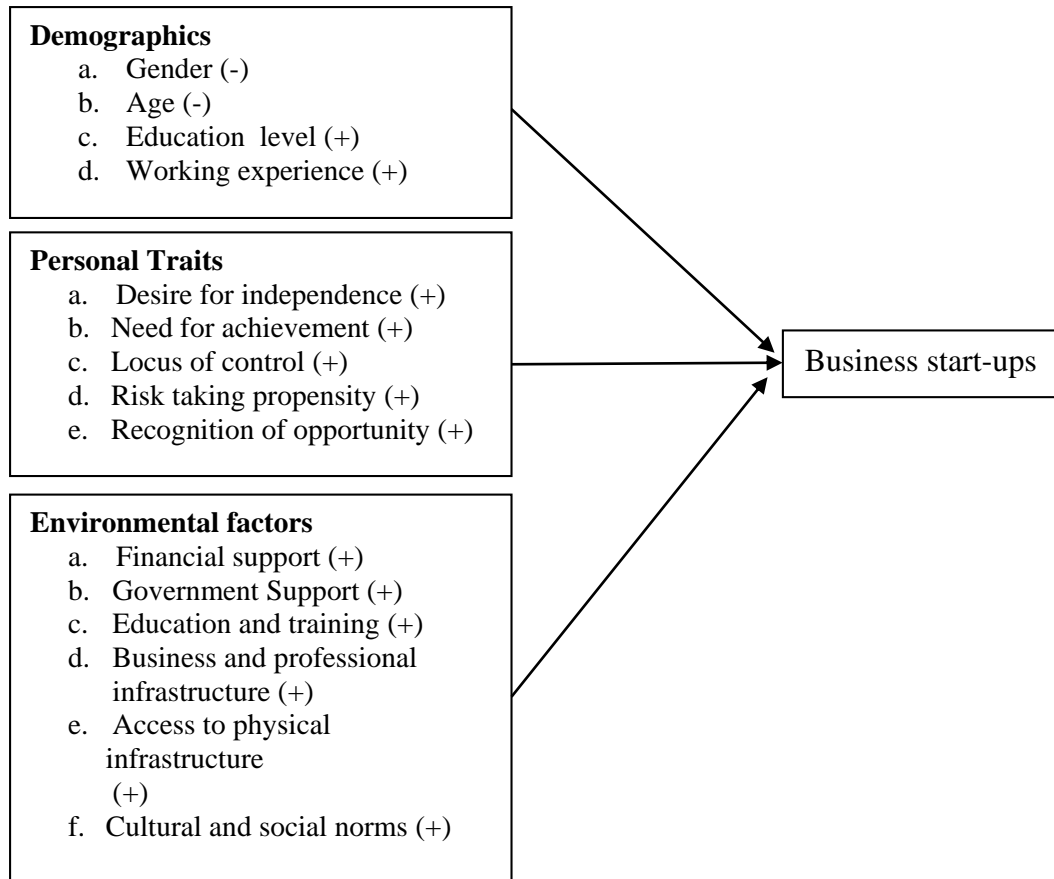 Demographics
a. Gender (-)
b. Age (-)
c. Education level (+)
d. Working experience (+)
Personal Traits
a. Desire for independence (+)
b. Need for achievement (+)
c. Locus of control (+)
d. Risk taking propensity (+)
e. Recognition of opportunity (+)
Business start-ups
Environmental factors
a. Financial support (+)
b. Government Support (+)
c. Education and training (+)
d. Business and professional
infrastructure (+)
e. Access to physical
infrastructure
(+)
f. Cultural and social norms (+)